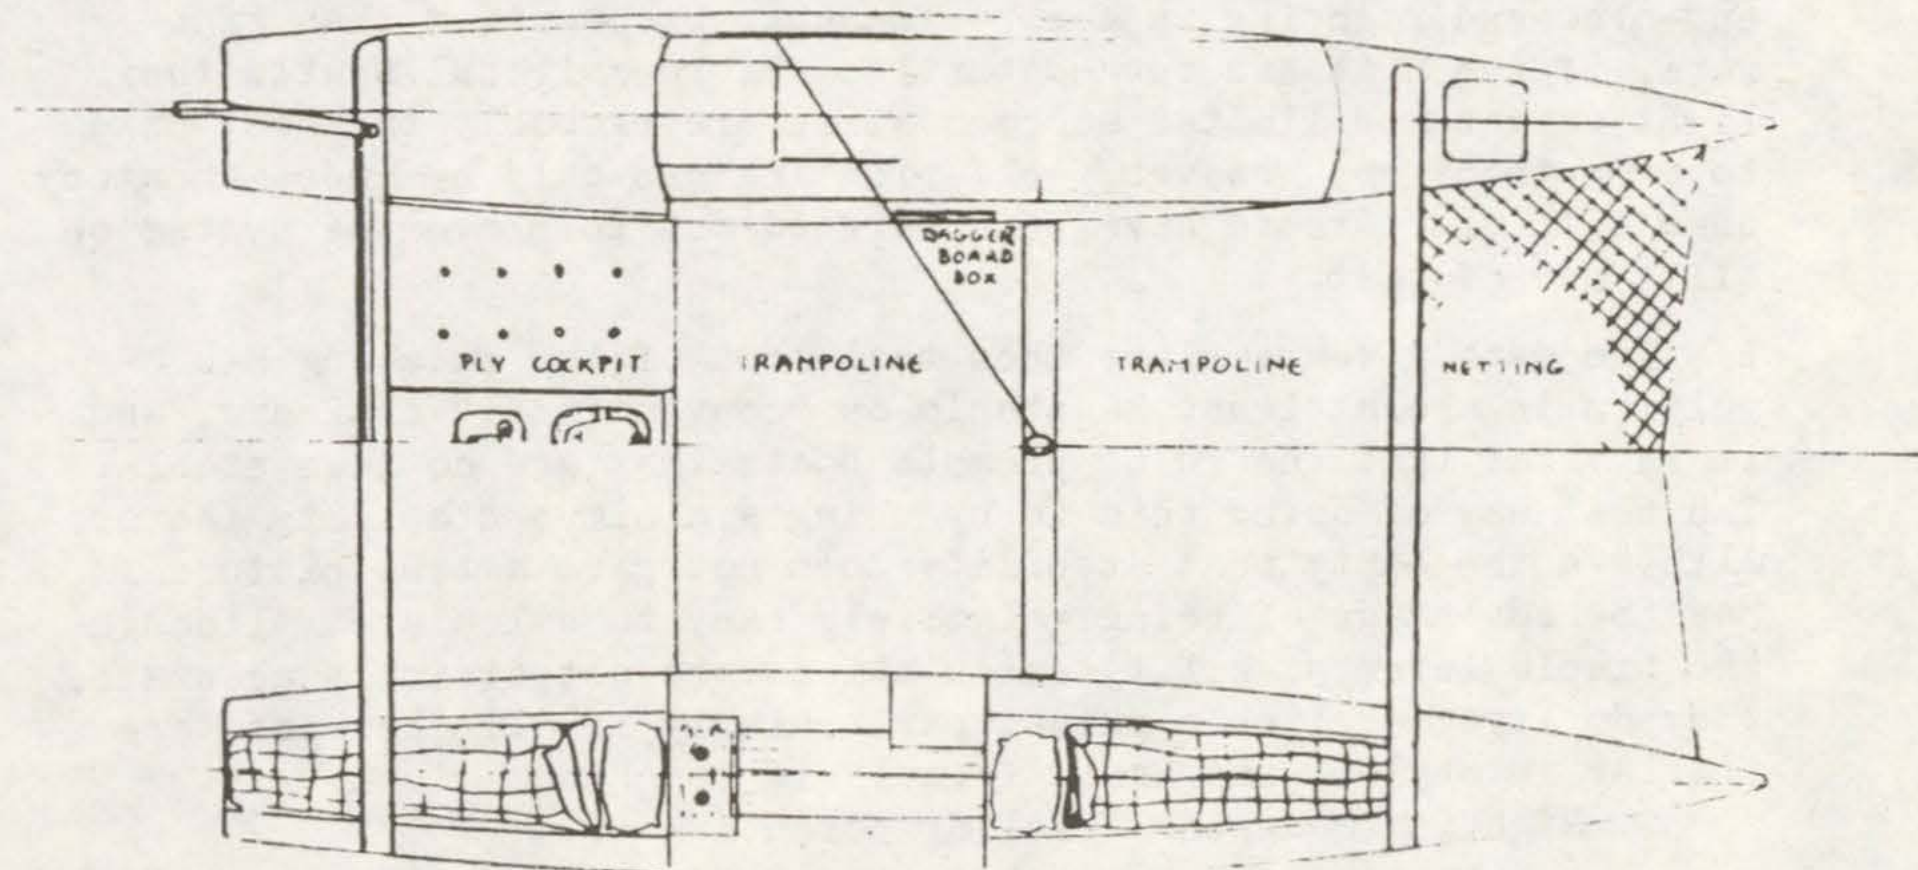 DAGGER
BOARD
BOX
PLY COCKPIT
TRAMPOLINE
TRAMPOLINE
NETTING